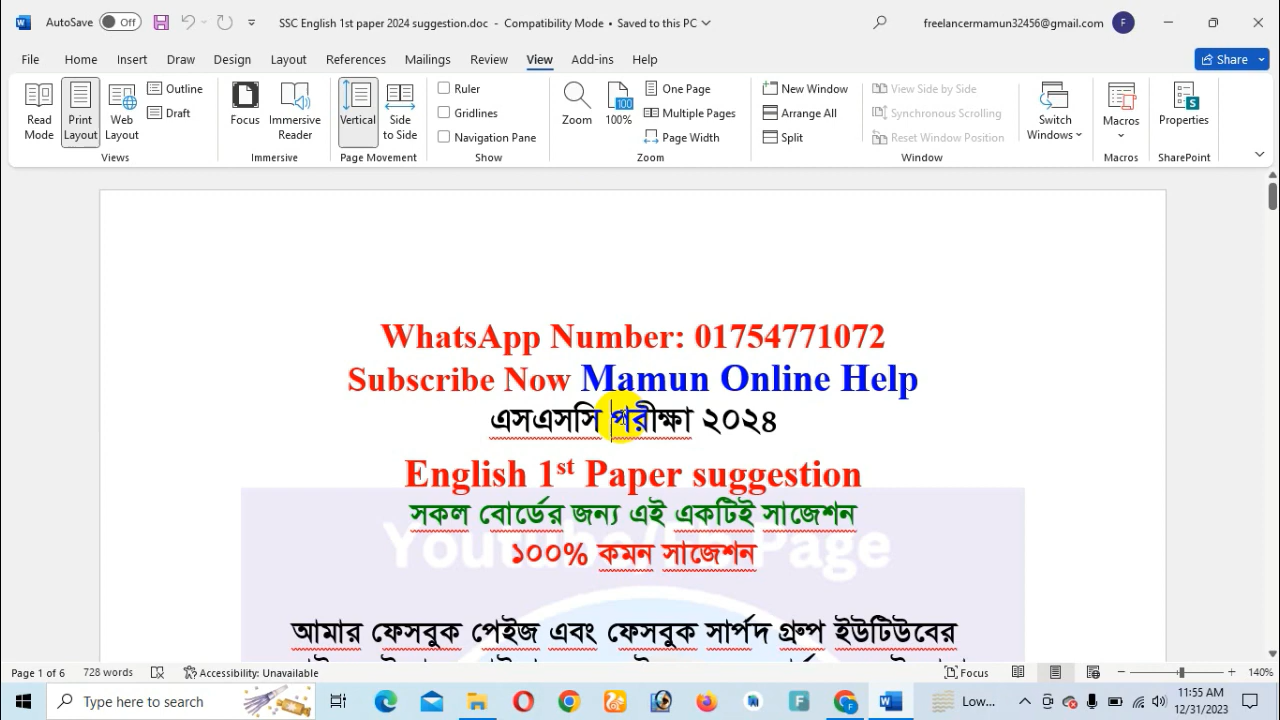 AutoSave Off SSC English 1st paper 2024 suggestion.doc - Compatibility Mode • Saved to this PC freelancermamun32456@gmail.com F
File Home Insert Draw Design Layout References Mailings Review View Add-ins Help Share
Read Mode Print Layout Web Layout Outline Draft Focus Immersive Reader Vertical Side to Side Ruler Gridlines Navigation Pane Zoom 100 100% One Page Multiple Pages Page Width New Window Arrange All Split View Side by Side Synchronous Scrolling Reset Window Position Switch Windows Macros Properties
Views Immersive Page Movement Show Zoom Window Macros SharePoint
WhatsApp Number: 01754771072
Subscribe Now Mamun Online Help
এসএসসি পরীক্ষা ২০২৪
English 1st Paper suggestion
সকল বোর্ডের জন্য এই একটিই সাজেশন
১০০% কমন সাজেশন
আমার ফেসবুক পেইজ এবং ফেসবুক সার্পদ গ্রুপ ইউটিউবের
Page 1 of 6 728 words Accessibility: Unavailable Focus 140%
Type here to search Low... 11:55 AM
12/31/2023